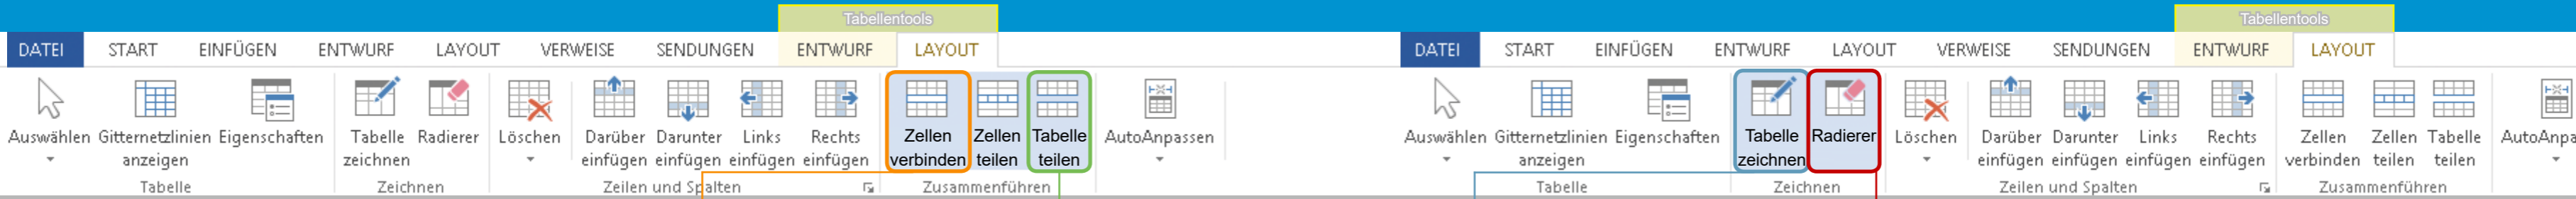 Tabellentools
DATEI START EINFÜGEN ENTWURF LAYOUT VERWEISE SENDUNGEN ENTWURF LAYOUT
Auswählen Gitternetzlinien anzeigen Eigenschaften Tabelle zeichnen Radierer Löschen Darüber einfügen Darunter einfügen Links einfügen Rechts einfügen Zellen verbinden Zellen teilen Tabelle teilen AutoAnpassen
Tabelle Zeichnen Zeilen und Spalten Zusammenführen
Tabellentools
DATEI START EINFÜGEN ENTWURF LAYOUT VERWEISE SENDUNGEN ENTWURF LAYOUT
Auswählen Gitternetzlinien anzeigen Eigenschaften Tabelle zeichnen Radierer Löschen Darüber einfügen Darunter einfügen Links einfügen Rechts einfügen Zellen verbinden Zellen teilen Tabelle teilen AutoAnpa
Tabelle Zeichnen Zeilen und Spalten Zusammenführen